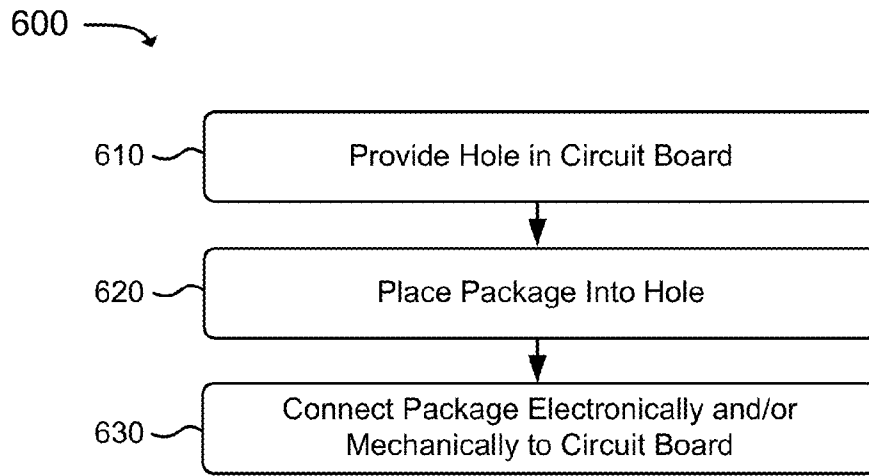 600
610
Provide Hole in Circuit Board
620
Place Package Into Hole
630
Connect Package Electronically and/or
Mechanically to Circuit Board